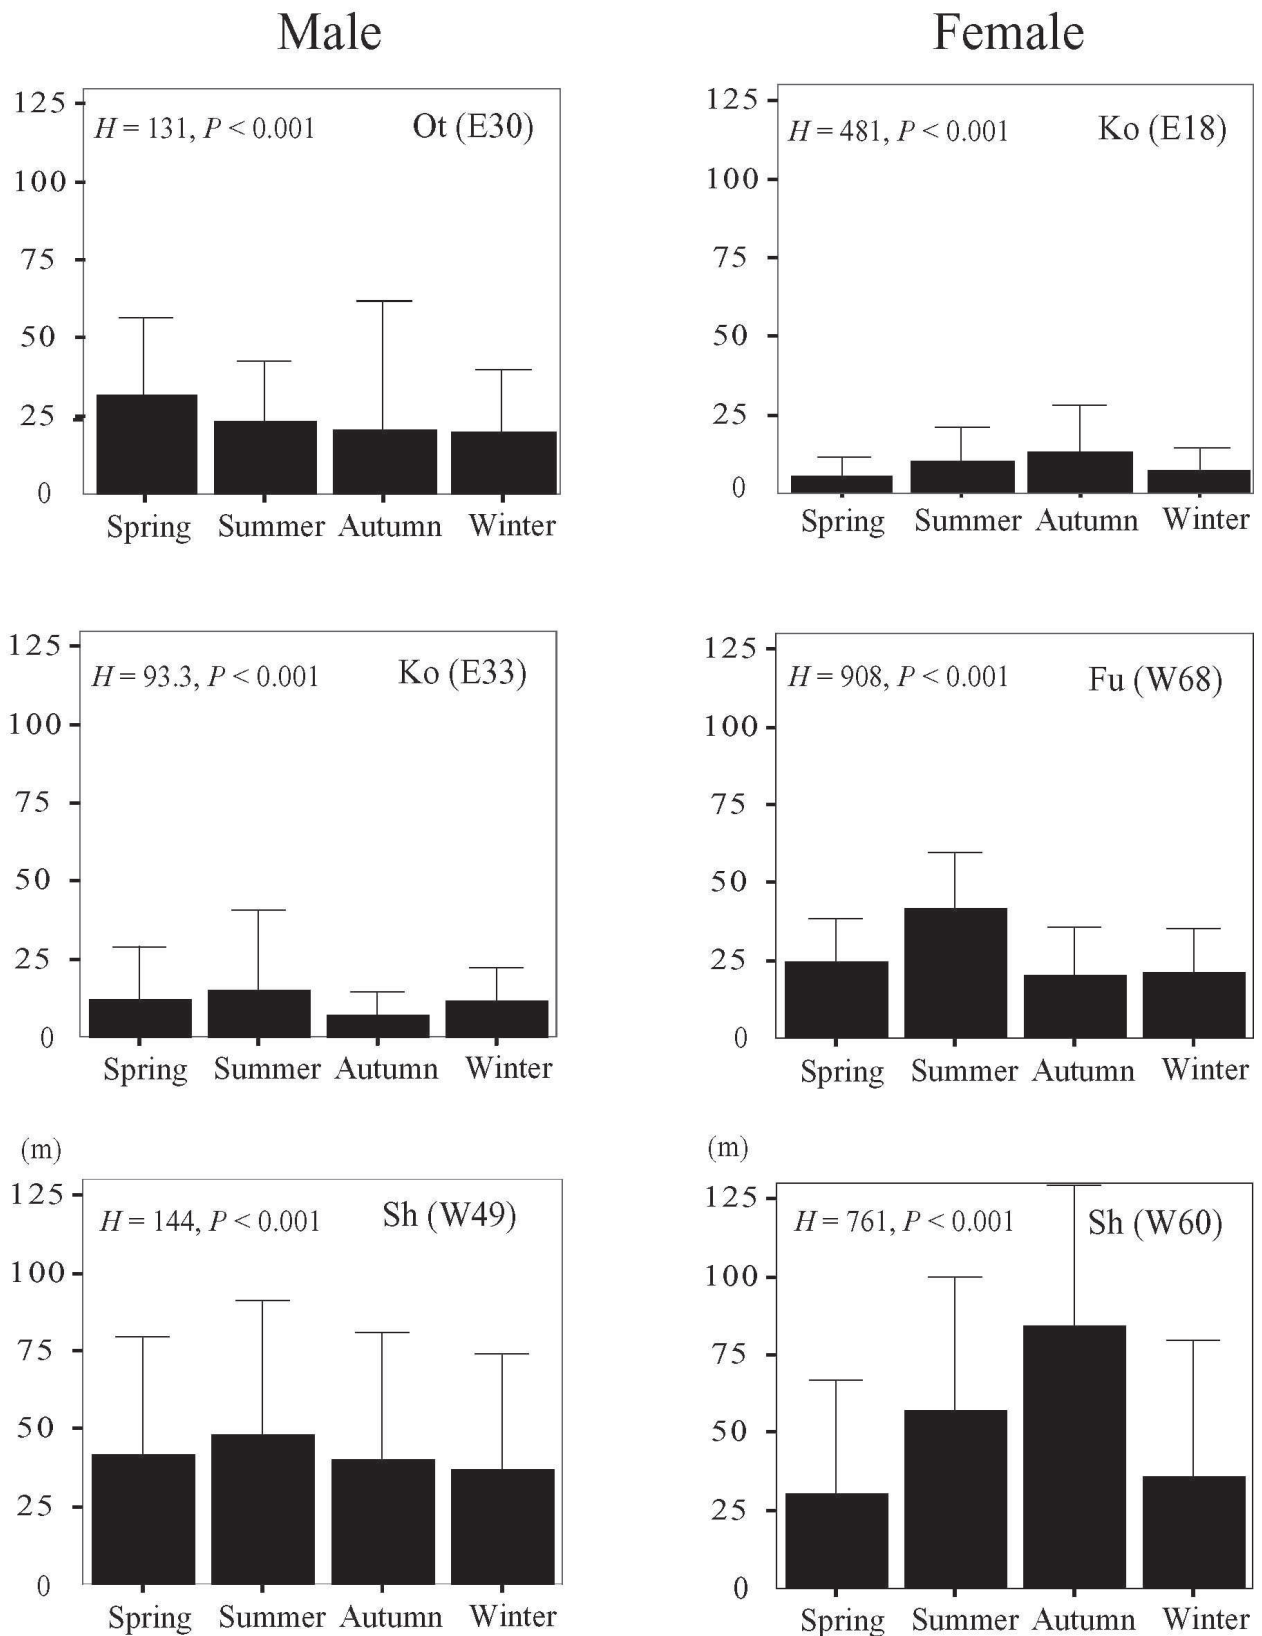 Male
Female
125
H = 131, P < 0.001
Ot (E30)
100
75
50
25
0
Spring Summer Autumn Winter
125
H = 481, P < 0.001
Ko (E18)
100
75
50
25
0
Spring Summer Autumn Winter
125
H = 93.3, P < 0.001
Ko (E33)
100
75
50
25
0
Spring Summer Autumn Winter
125
H = 908, P < 0.001
Fu (W68)
100
75
50
25
0
Spring Summer Autumn Winter
(m)
125
H = 144, P < 0.001
Sh (W49)
100
75
50
25
0
Spring Summer Autumn Winter
(m)
125
H = 761, P < 0.001
Sh (W60)
100
75
50
25
0
Spring Summer Autumn Winter